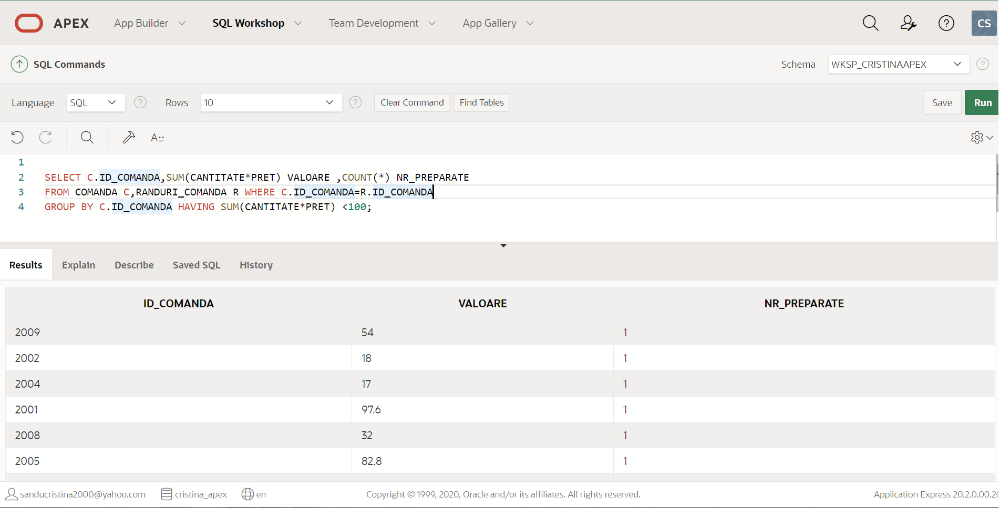 APEX App Builder SQL Workshop Team Development App Gallery CS
SQL Commands Schema WKSP_CRISTINAAPEX
Language SQL Rows 10 Clear Command Find Tables Save Run
A::
1
2 SELECT C.ID_COMANDA,SUM(CANTITATE*PRET) VALOARE ,COUNT(*) NR_PREPARATE
3 FROM COMANDA C,RANDURI_COMANDA R WHERE C.ID_COMANDA=R.ID_COMANDA
4 GROUP BY C.ID_COMANDA HAVING SUM(CANTITATE*PRET) <100;
Results Explain Describe Saved SQL History
ID_COMANDA VALOARE NR_PREPARATE
2009 54 1
2002 18 1
2004 17 1
2001 97.6 1
2008 32 1
2005 82.8 1
sanducristina2000@yahoo.com cristina_apex en Copyright © 1999, 2020, Oracle and/or its affiliates. All rights reserved. Application Express 20.2.0.00.20